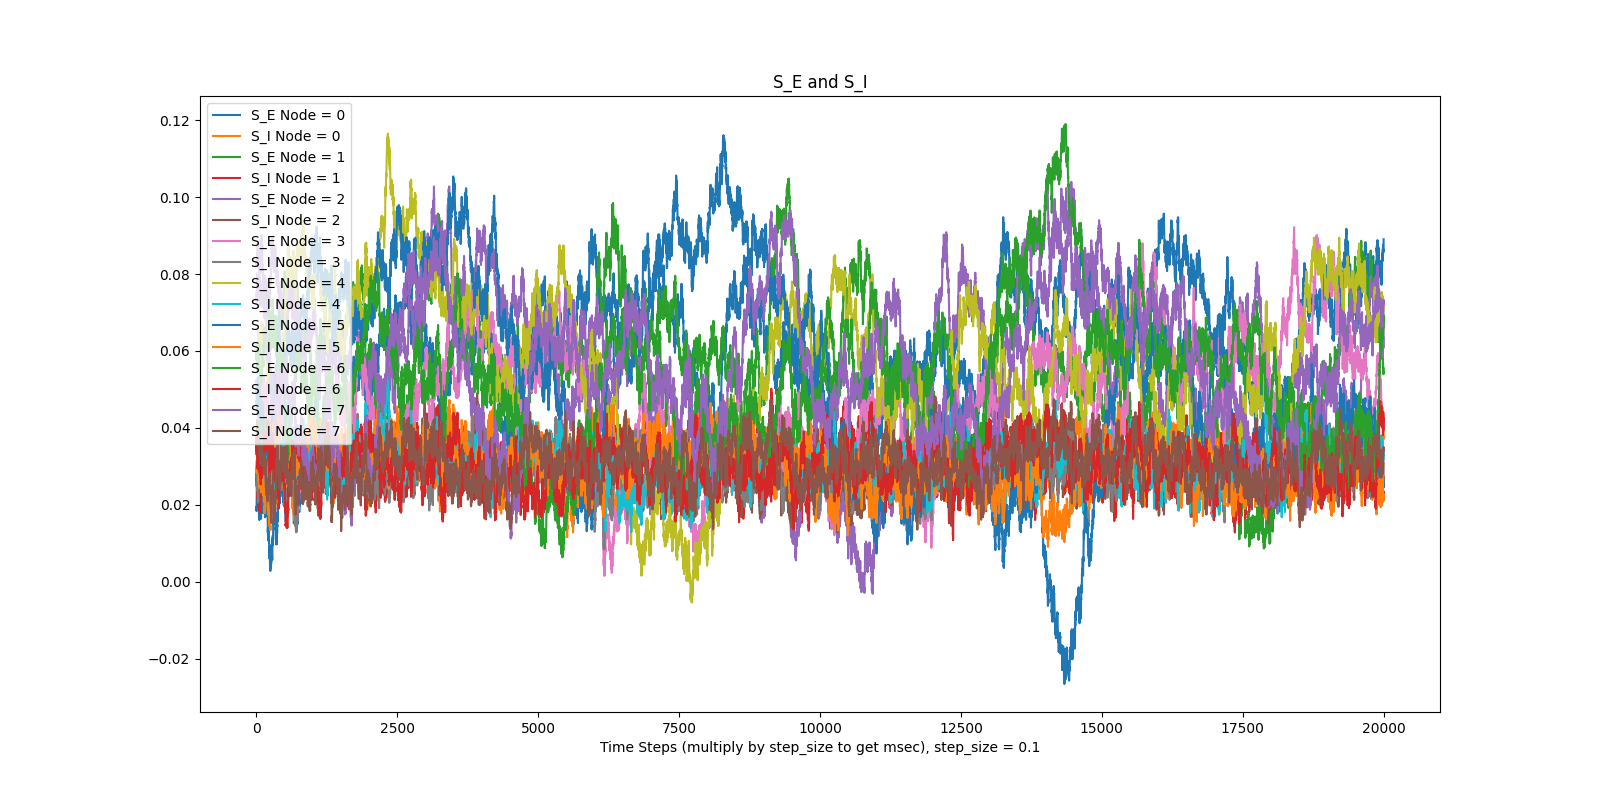 S_E and S_I
0.12
0.10
0.08
0.06
0.04
0.02
0.00
−0.02
S_E Node = 0
S_I Node = 0
S_E Node = 1
S_I Node = 1
S_E Node = 2
S_I Node = 2
S_E Node = 3
S_I Node = 3
S_E Node = 4
S_I Node = 4
S_E Node = 5
S_I Node = 5
S_E Node = 6
S_I Node = 6
S_E Node = 7
S_I Node = 7
0 2500 5000 7500 10000 12500 15000 17500 20000
Time Steps (multiply by step_size to get msec), step_size = 0.1